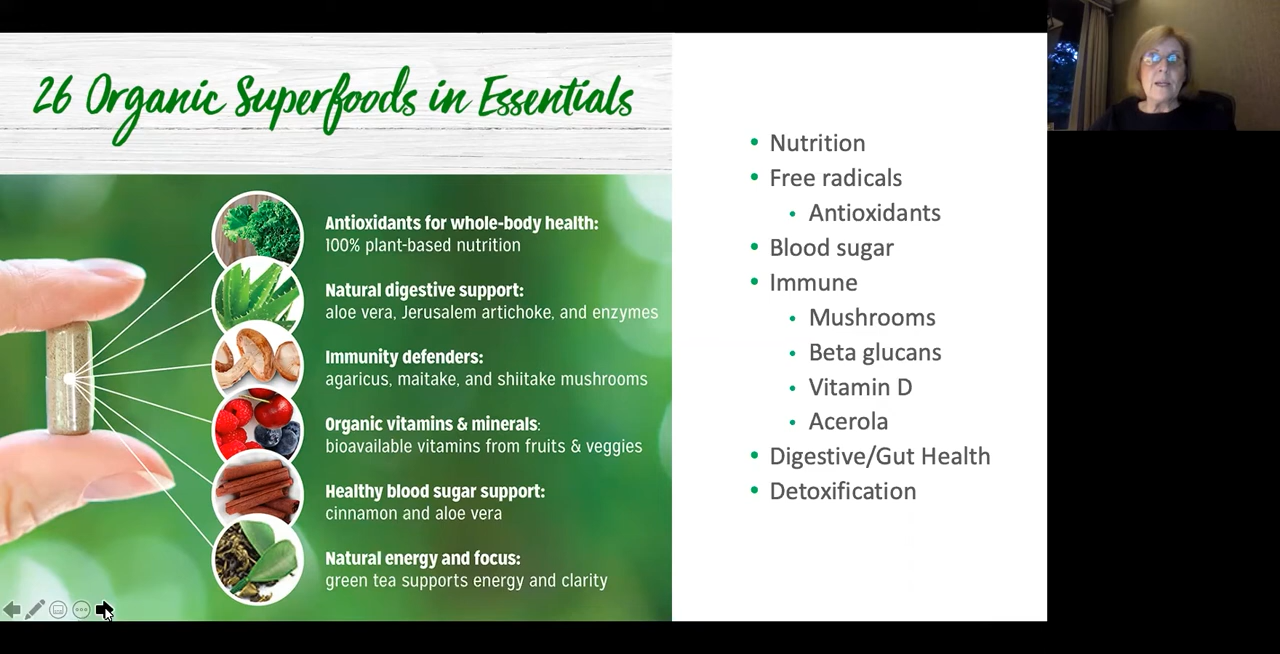 26 Organic Superfoods in Essentials
Antioxidants for whole-body health:
100% plant-based nutrition
Natural digestive support:
aloe vera, Jerusalem artichoke, and enzymes
Immunity defenders:
agaricus, maitake, and shiitake mushrooms
Organic vitamins & minerals:
bioavailable vitamins from fruits & veggies
Healthy blood sugar support:
cinnamon and aloe vera
Natural energy and focus:
green tea supports energy and clarity
• Nutrition
• Free radicals
• Antioxidants
• Blood sugar
• Immune
• Mushrooms
• Beta glucans
• Vitamin D
• Acerola
• Digestive/Gut Health
• Detoxification